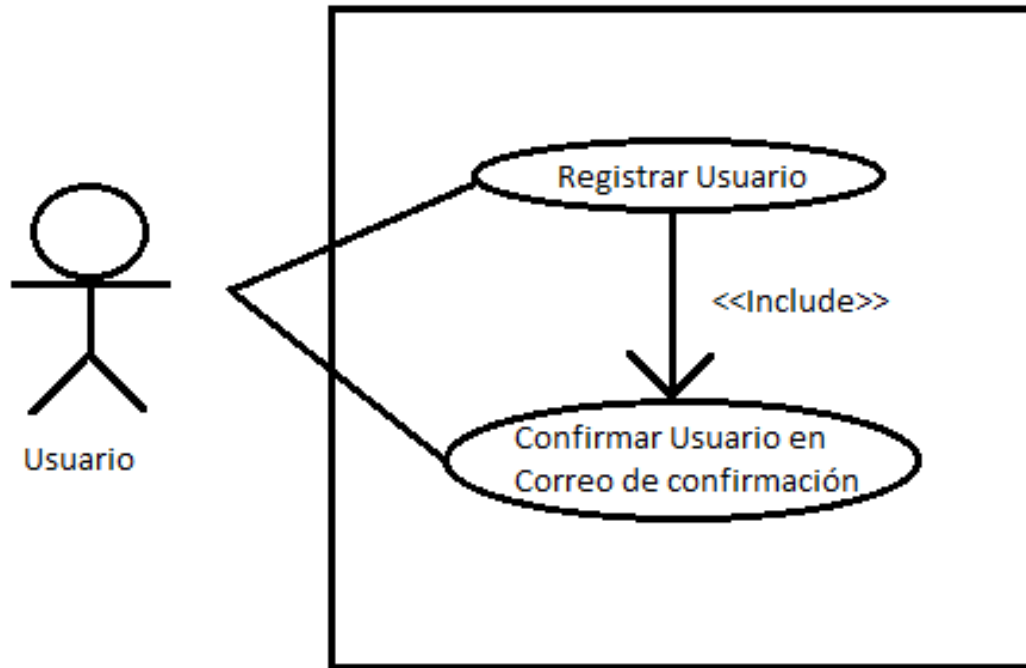 Registrar Usuario
<<Include>>
Usuario
Confirmar Usuario en
Correo de confirmación